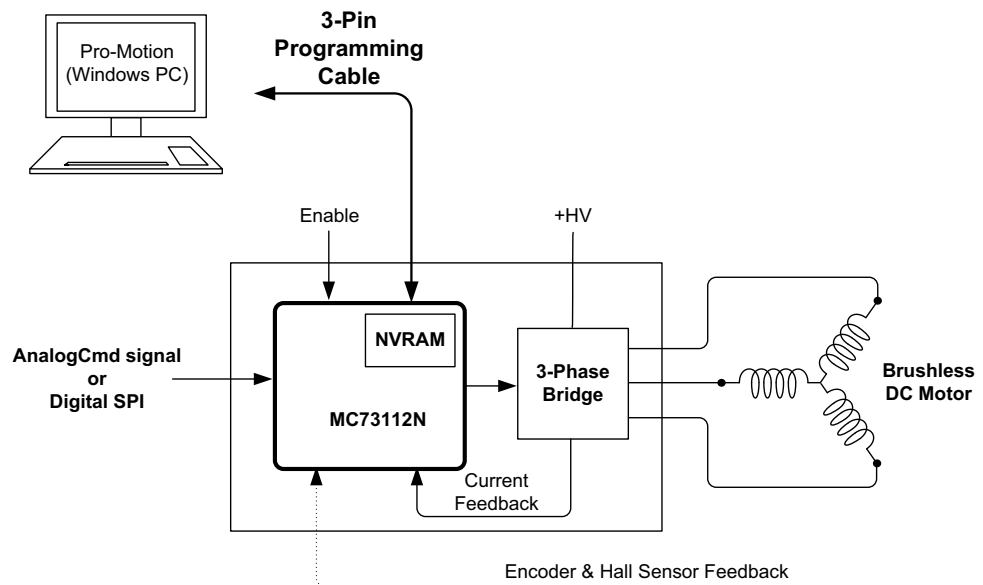 3-Pin
Programming
Cable
Pro-Motion
(Windows PC)
Enable
+HV
NVRAM
AnalogCmd signal
or
Digital SPI
MC73112N
3-Phase
Bridge
Brushless
DC Motor
Current
Feedback
Encoder & Hall Sensor Feedback